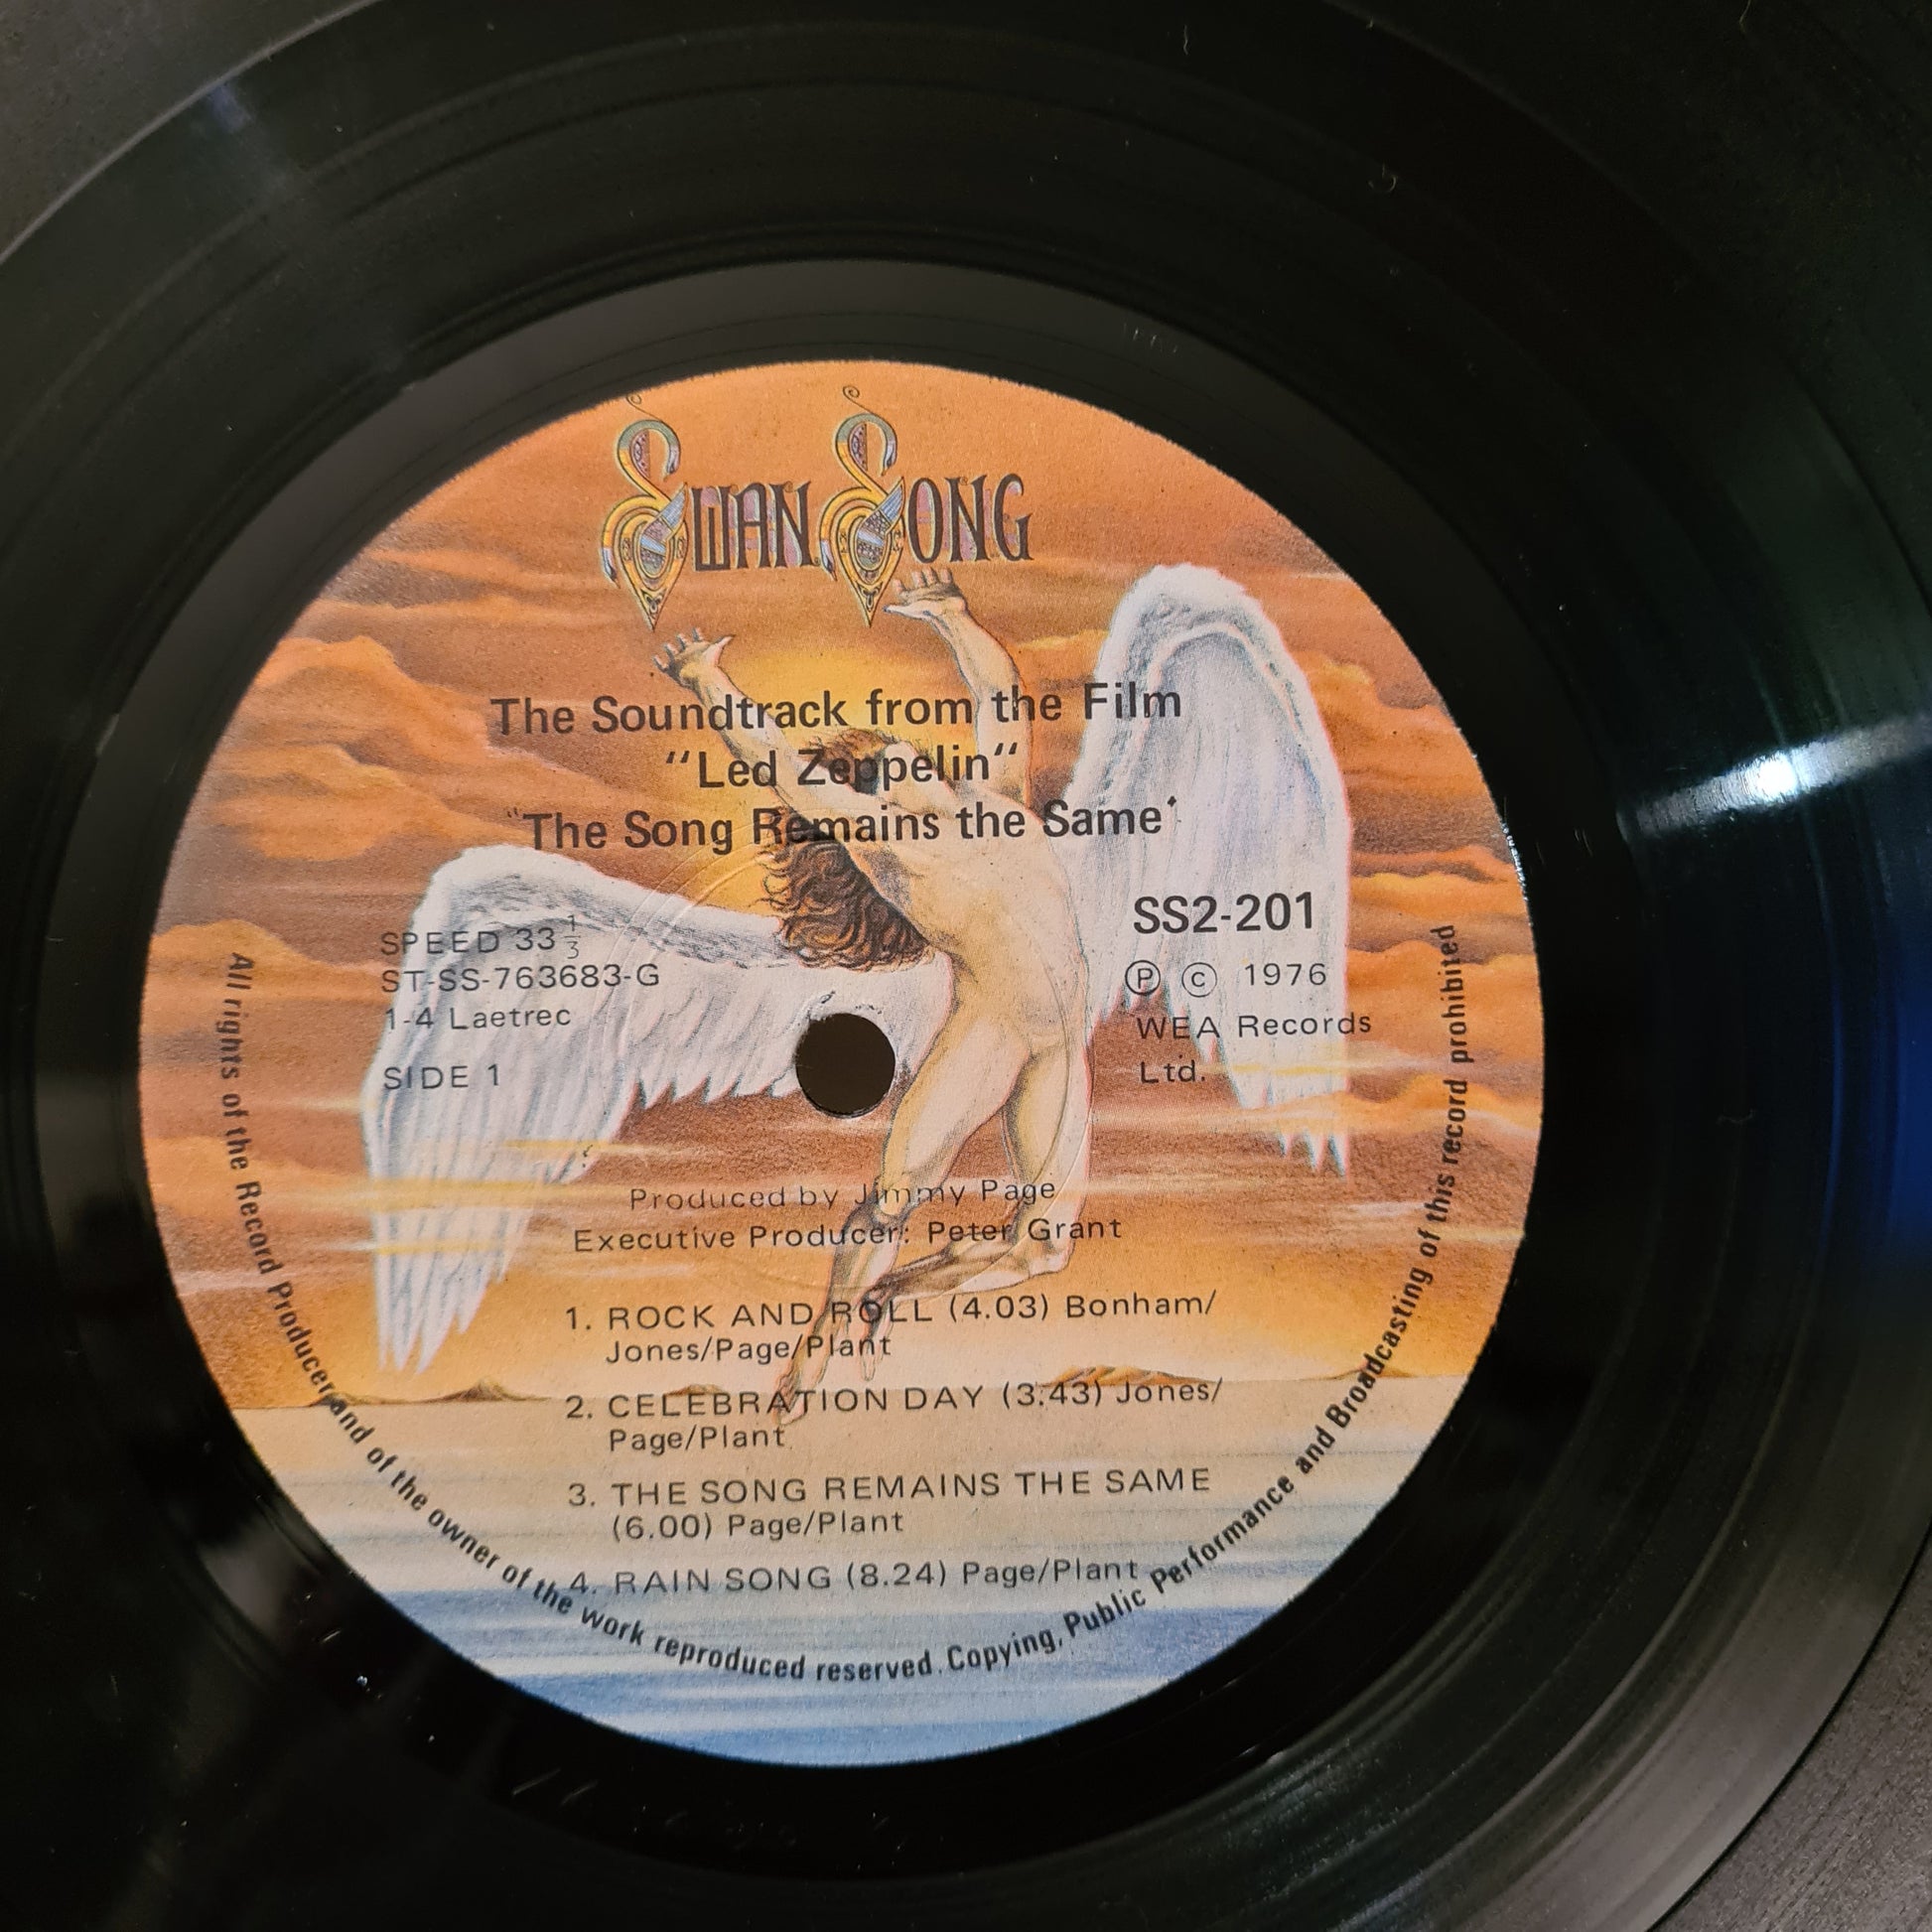 SWAN SONG
The Soundtrack from the Film
“Led Zeppelin“
"The Song Remains the Same"
SPEED 33 1/3
ST-SS-763683-G
1-4 Laetrec
SIDE 1
SS2-201
Ⓟ © 1976
WEA Records
Ltd.
Produced by Jimmy Page
Executive Producer: Peter Grant
1. ROCK AND ROLL (4.03) Bonham/
Jones/Page/Plant
2. CELEBRATION DAY (3:43) Jones/
Page/Plant
3. THE SONG REMAINS THE SAME
(6.00) Page/Plant
4. RAIN SONG (8.24) Page/Plant
All rights of the Record Producer and of the owner of the work reproduced reserved. Copying, Public Performance and Broadcasting of this record prohibited